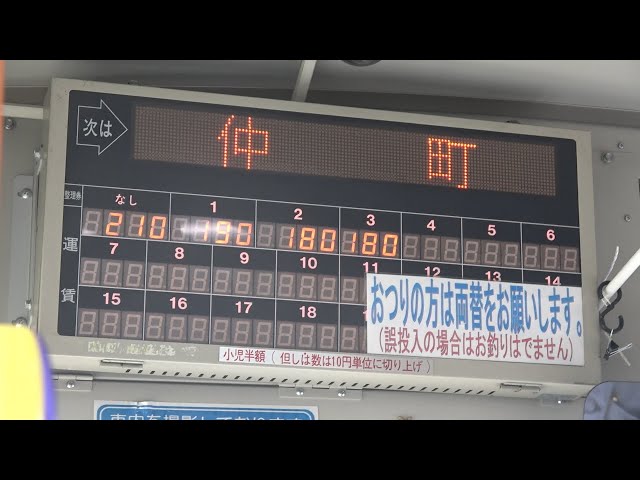 次は 仲 町
整理券 なし 1 2 3 4 5 6
210 190 180 180
運賃
7 8 9 10 11 12 13 14
15 16 17 18
おつりの方は両替をお願いします。
(誤投入の場合はお釣りはでません)
小児半額 (但しは数は10円単位に切り上げ)